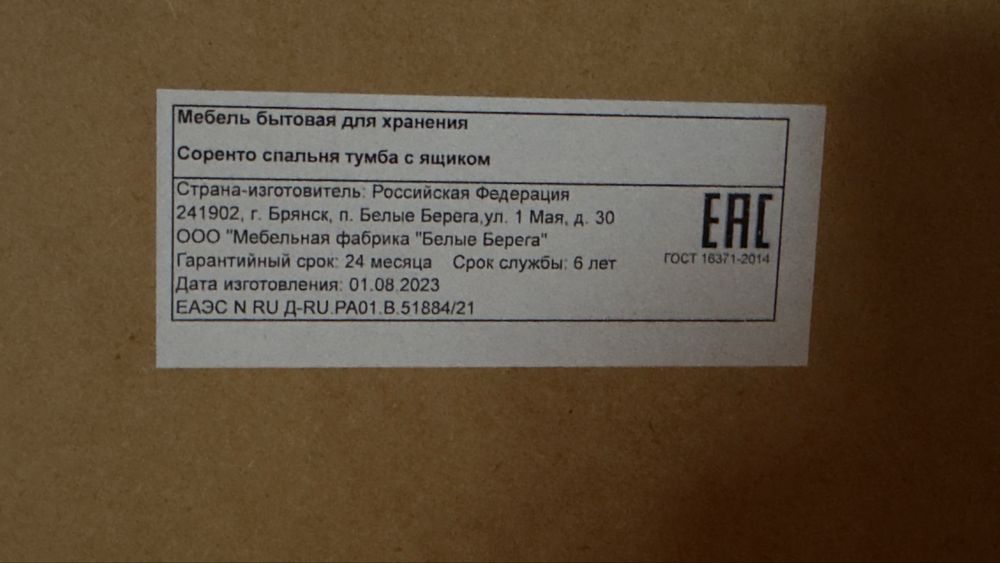 Мебель бытовая для хранения
Соренто спальня тумба с ящиком
Страна-изготовитель: Российская Федерация
241902, г. Брянск, п. Белые Берега,ул. 1 Мая, д. 30
ООО "Мебельная фабрика "Белые Берега"
Гарантийный срок: 24 месяца Срок службы: 6 лет
Дата изготовления: 01.08.2023
ЕАЭС N RU Д-RU.РА01.В.51884/21
ЕАС
ГОСТ 16371-2014